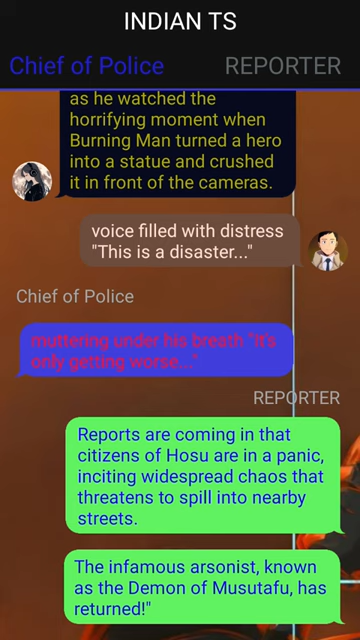 INDIAN TS
Chief of Police
REPORTER
as he watched the
horrifying moment when
Burning Man turned a hero
into a statue and crushed
it in front of the cameras.
voice filled with distress
"This is a disaster..."
Chief of Police
muttering under his breath "It's
only getting worse..."
REPORTER
Reports are coming in that
citizens of Hosu are in a panic,
inciting widespread chaos that
threatens to spill into nearby
streets.
The infamous arsonist, known
as the Demon of Musutafu, has
returned!"